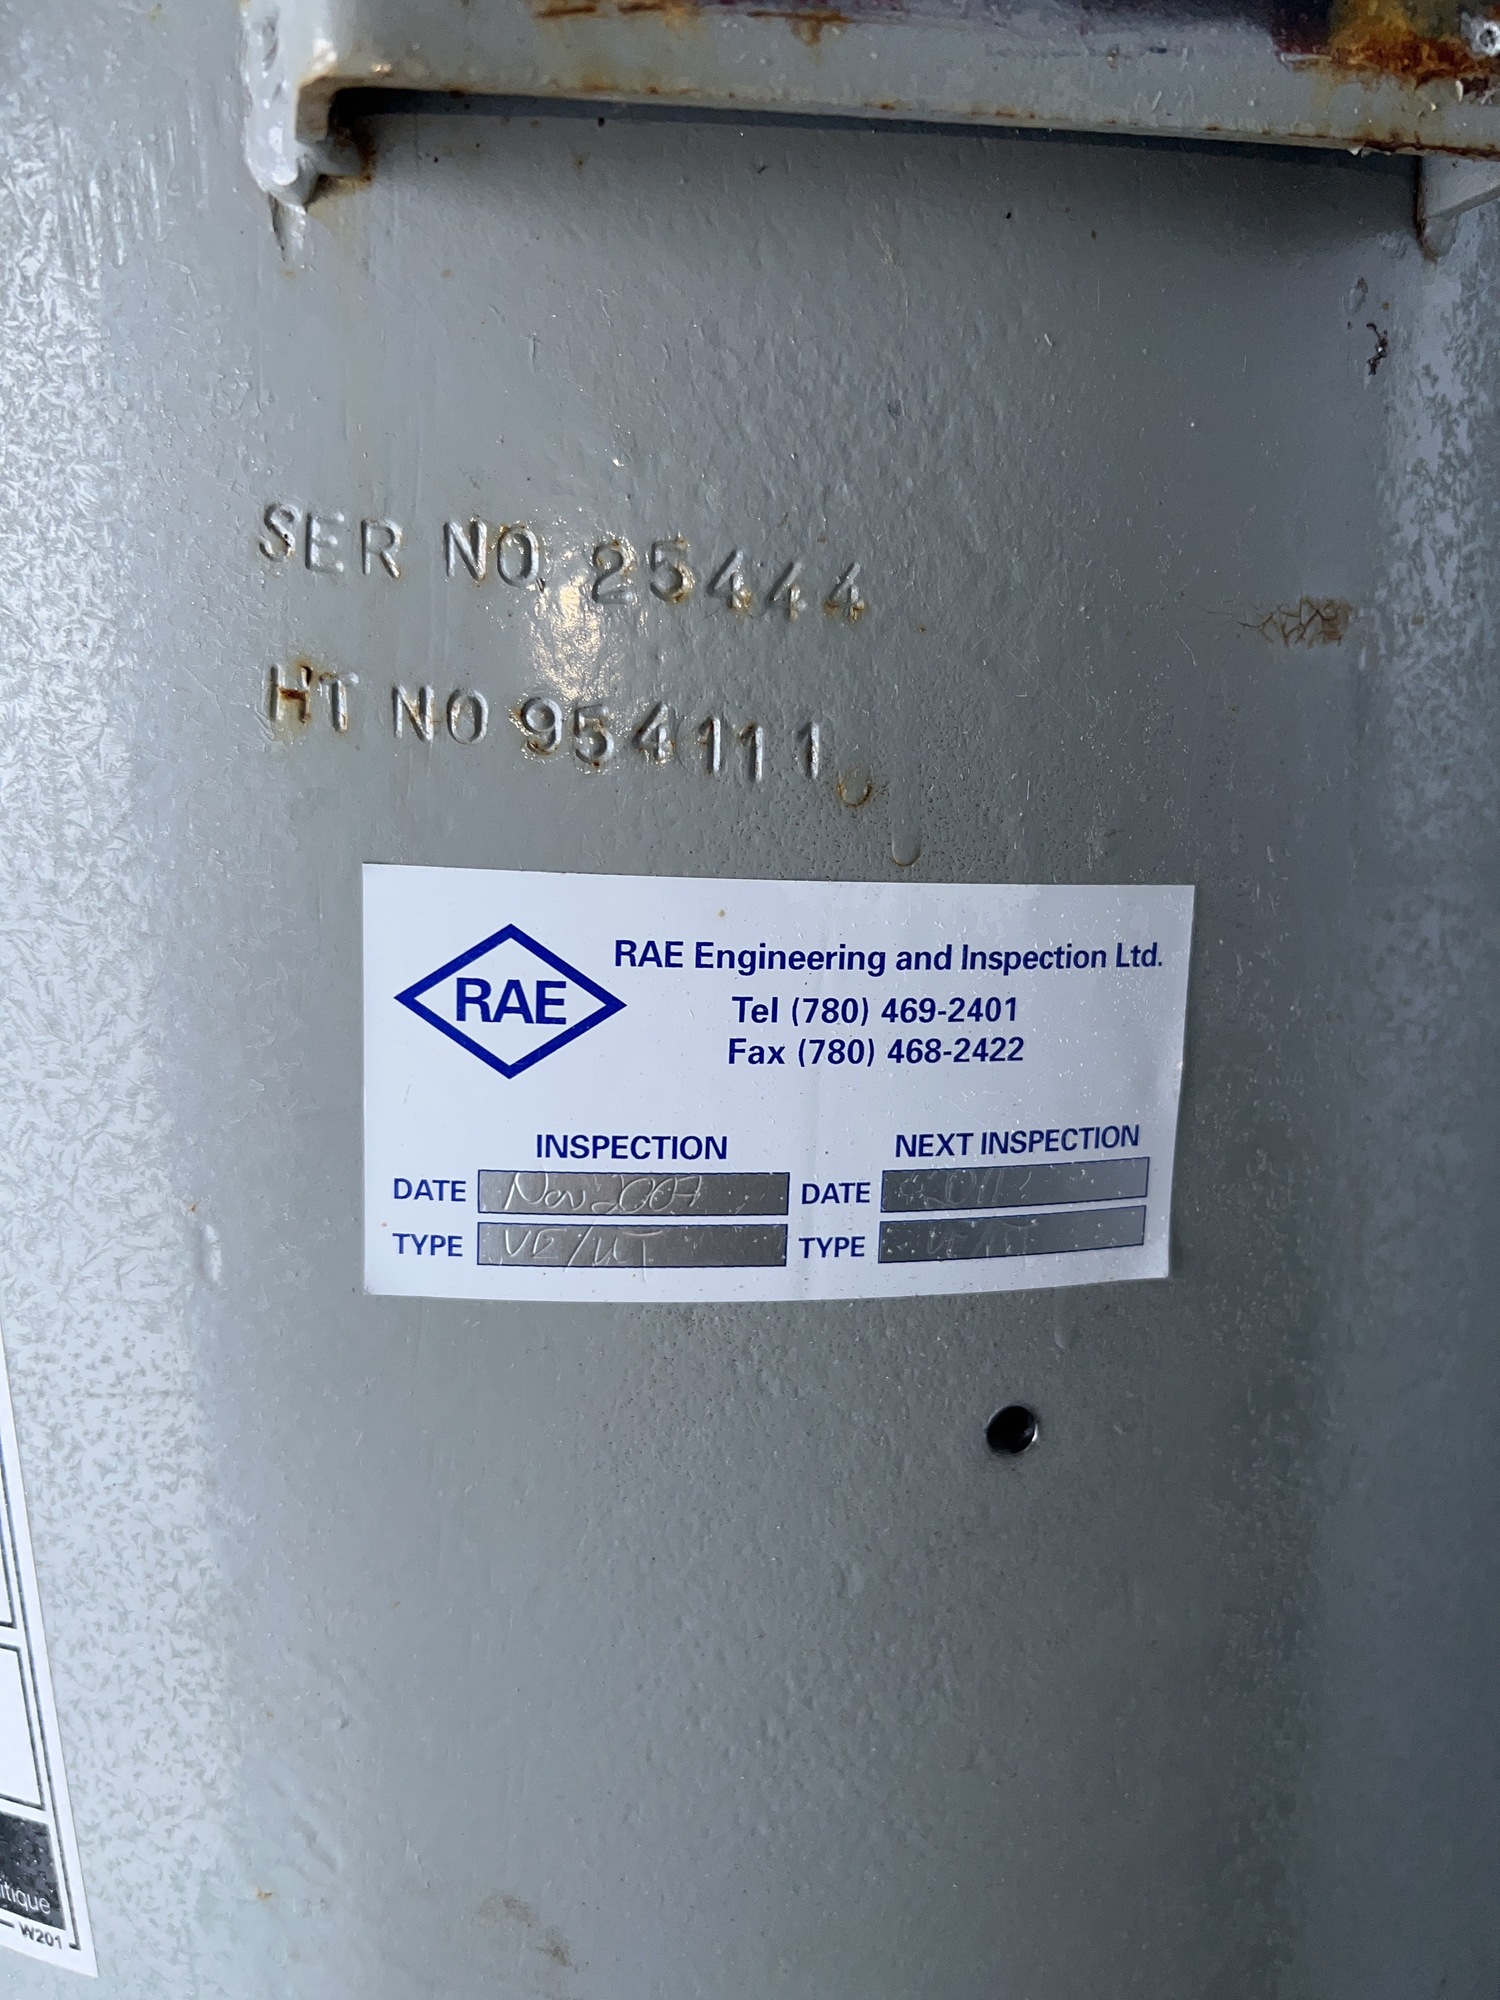 SER NO. 25444
HT NO 954111
RAE
RAE Engineering and Inspection Ltd.
Tel (780) 469-2401
Fax (780) 468-2422
INSPECTION
DATE Nov 2007
TYPE VE/UT
NEXT INSPECTION
DATE
TYPE
itique
W201